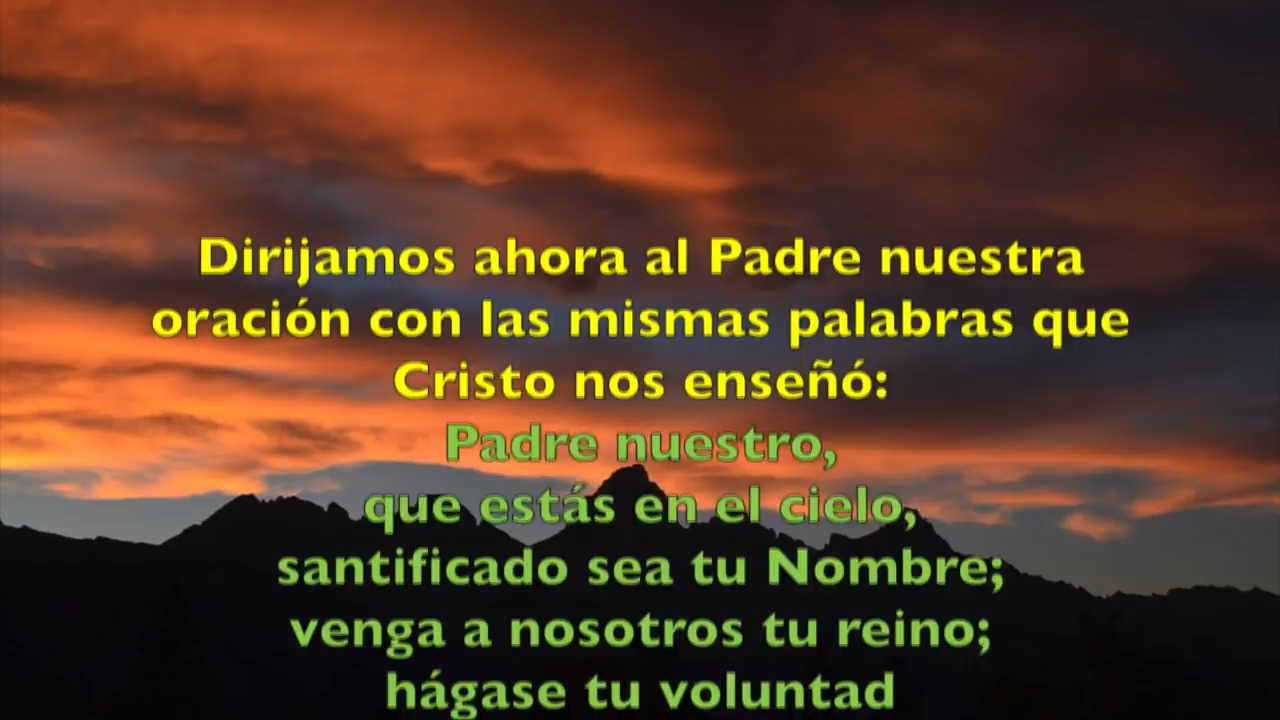 Dirijamos ahora al Padre nuestra
oración con las mismas palabras que
Cristo nos enseñó:
Padre nuestro,
que estás en el cielo,
santificado sea tu Nombre;
venga a nosotros tu reino;
hágase tu voluntad